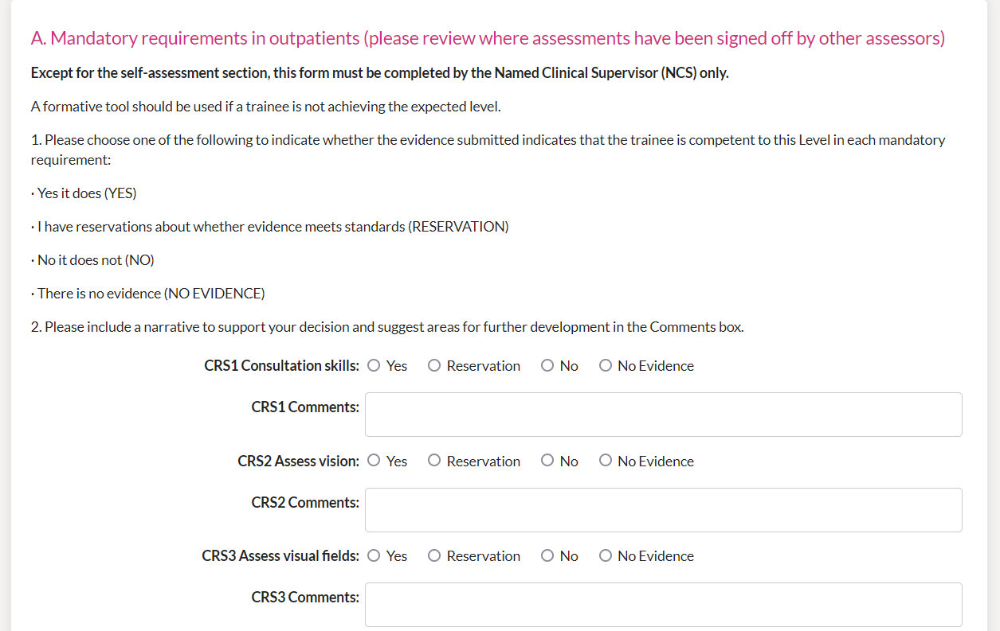 A. Mandatory requirements in outpatients (please review where assessments have been signed off by other assessors)
Except for the self-assessment section, this form must be completed by the Named Clinical Supervisor (NCS) only.
A formative tool should be used if a trainee is not achieving the expected level.
1. Please choose one of the following to indicate whether the evidence submitted indicates that the trainee is competent to this Level in each mandatory
requirement:
· Yes it does (YES)
· I have reservations about whether evidence meets standards (RESERVATION)
· No it does not (NO)
· There is no evidence (NO EVIDENCE)
2. Please include a narrative to support your decision and suggest areas for further development in the Comments box.
CRS1 Consultation skills: Yes Reservation No No Evidence
CRS1 Comments:
CRS2 Assess vision: Yes Reservation No No Evidence
CRS2 Comments:
CRS3 Assess visual fields: Yes Reservation No No Evidence
CRS3 Comments: